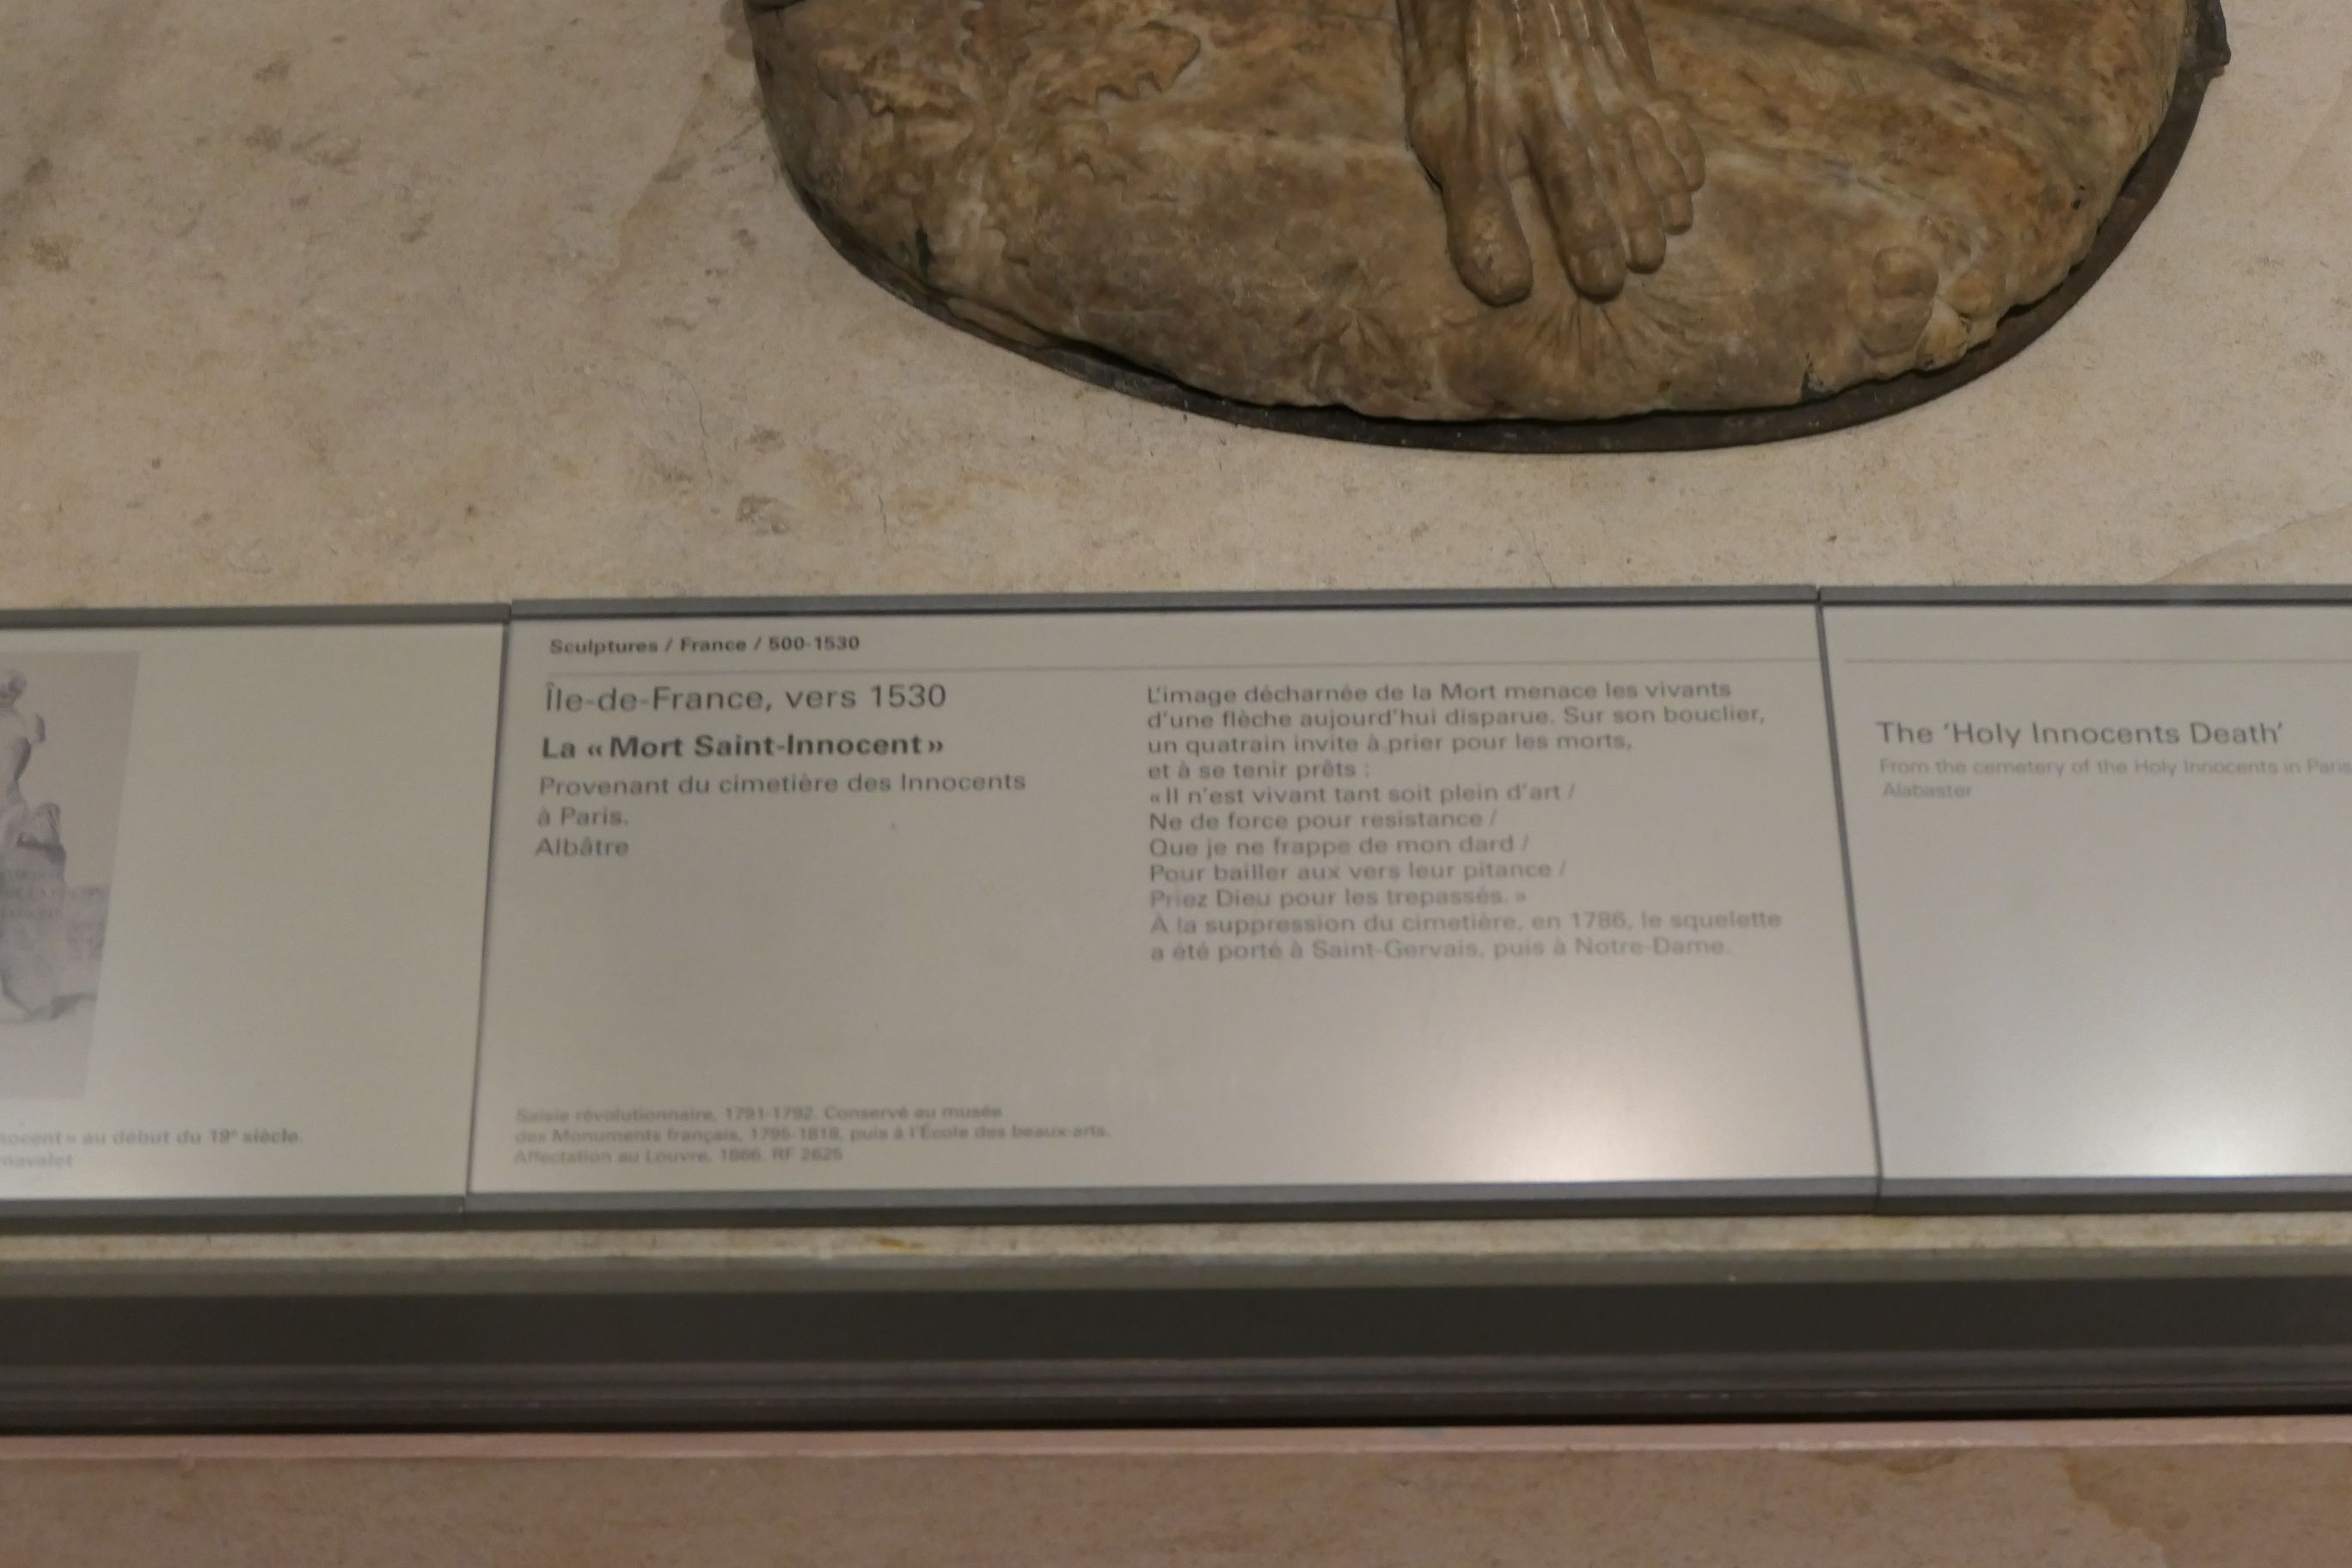 nocent» au début du 19e siècle.
navalet
Sculptures / France / 500-1530
Île-de-France, vers 1530
La « Mort Saint-Innocent »
Provenant du cimetière des Innocents
à Paris.
Albâtre
L'image décharnée de la Mort menace les vivants
d'une flèche aujourd'hui disparue. Sur son bouclier,
un quatrain invite à prier pour les morts,
et à se tenir prêts :
« Il n'est vivant tant soit plein d'art /
Ne de force pour resistance /
Que je ne frappe de mon dard /
Pour bailler aux vers leur pitance /
Priez Dieu pour les trepassés. »
À la suppression du cimetière, en 1786, le squelette
a été porté à Saint-Gervais, puis à Notre-Dame.
Saisie révolutionnaire, 1791-1792. Conservé au musée
des Monuments français, 1795-1818, puis à l'École des beaux-arts.
Affectation au Louvre, 1866. RF 2625
The 'Holy Innocents Death'
From the cemetery of the Holy Innocents in Paris
Alabaster